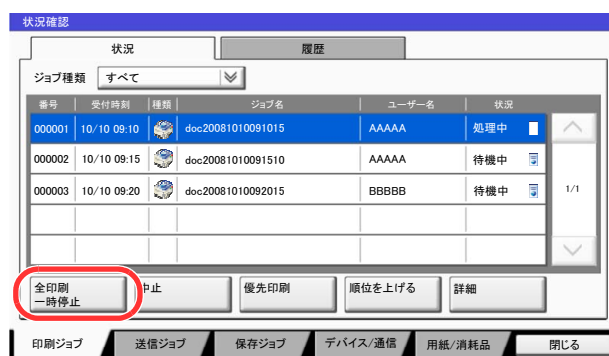 状況確認
状況 履歴
ジョブ種類 すべて
番号 受付時刻 種類 ジョブ名 ユーザー名 状況
000001 10/10 09:10 doc20081010091015 AAAAA 処理中
000002 10/10 09:15 doc20081010091510 AAAAA 待機中
000003 10/10 09:20 doc20081010092015 BBBBB 待機中
1/1
全印刷
一時停止
中止 優先印刷 順位を上げる 詳細
印刷ジョブ 送信ジョブ 保存ジョブ デバイス/通信 用紙/消耗品 閉じる